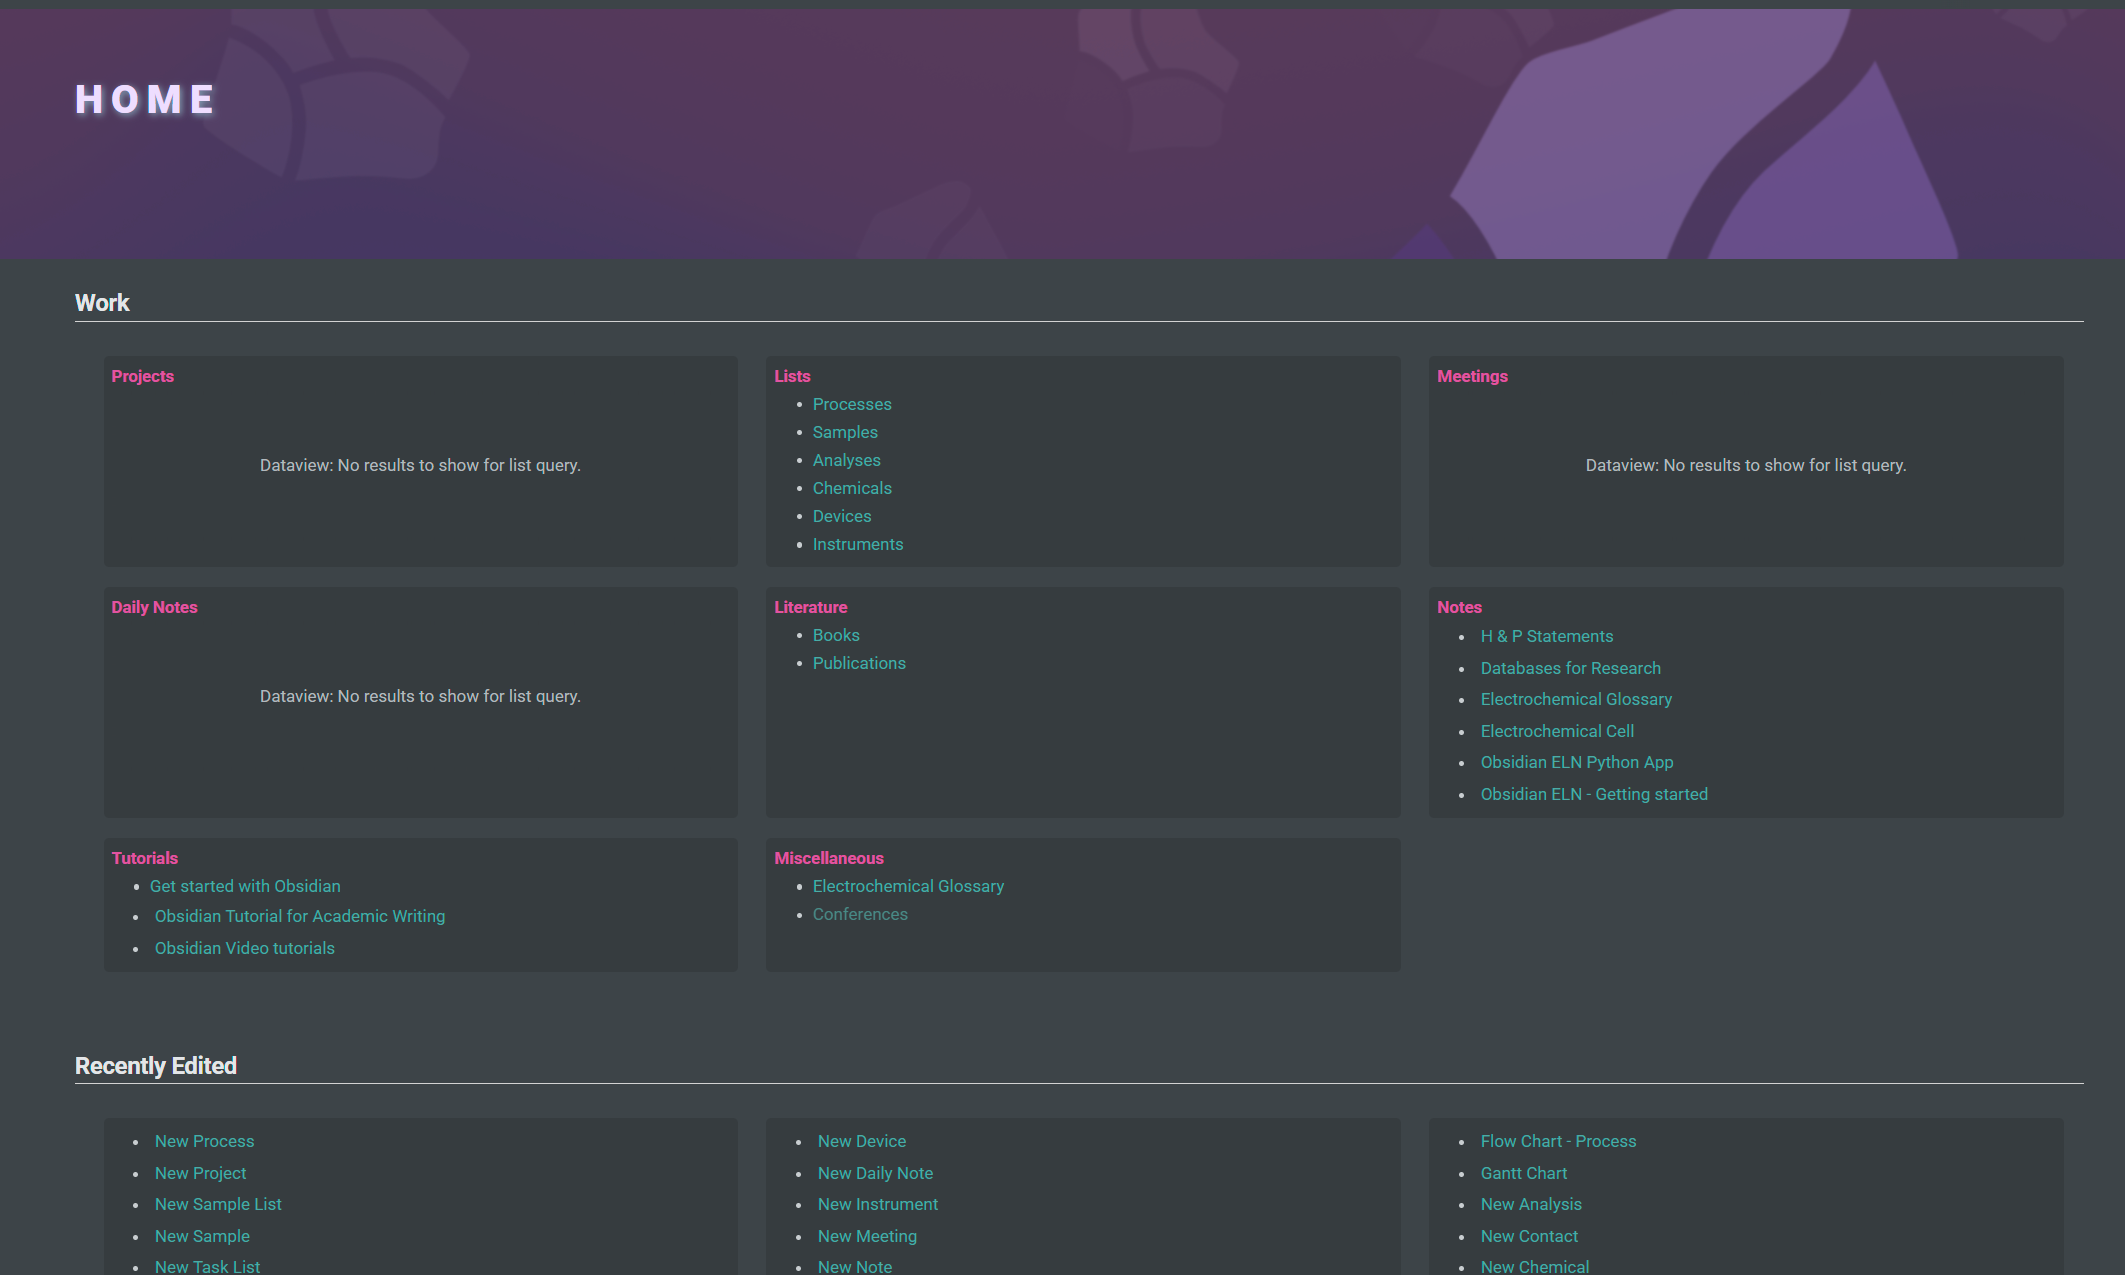 HOME
Work
Projects
Dataview: No results to show for list query.
Lists
Processes
Samples
Analyses
Chemicals
Devices
Instruments
Meetings
Dataview: No results to show for list query.
Daily Notes
Dataview: No results to show for list query.
Literature
Books
Publications
Notes
H & P Statements
Databases for Research
Electrochemical Glossary
Electrochemical Cell
Obsidian ELN Python App
Obsidian ELN - Getting started
Tutorials
Get started with Obsidian
Obsidian Tutorial for Academic Writing
Obsidian Video tutorials
Miscellaneous
Electrochemical Glossary
Conferences
Recently Edited
New Process
New Project
New Sample List
New Sample
New Task List
New Device
New Daily Note
New Instrument
New Meeting
New Note
Flow Chart - Process
Gantt Chart
New Analysis
New Contact
New Chemical